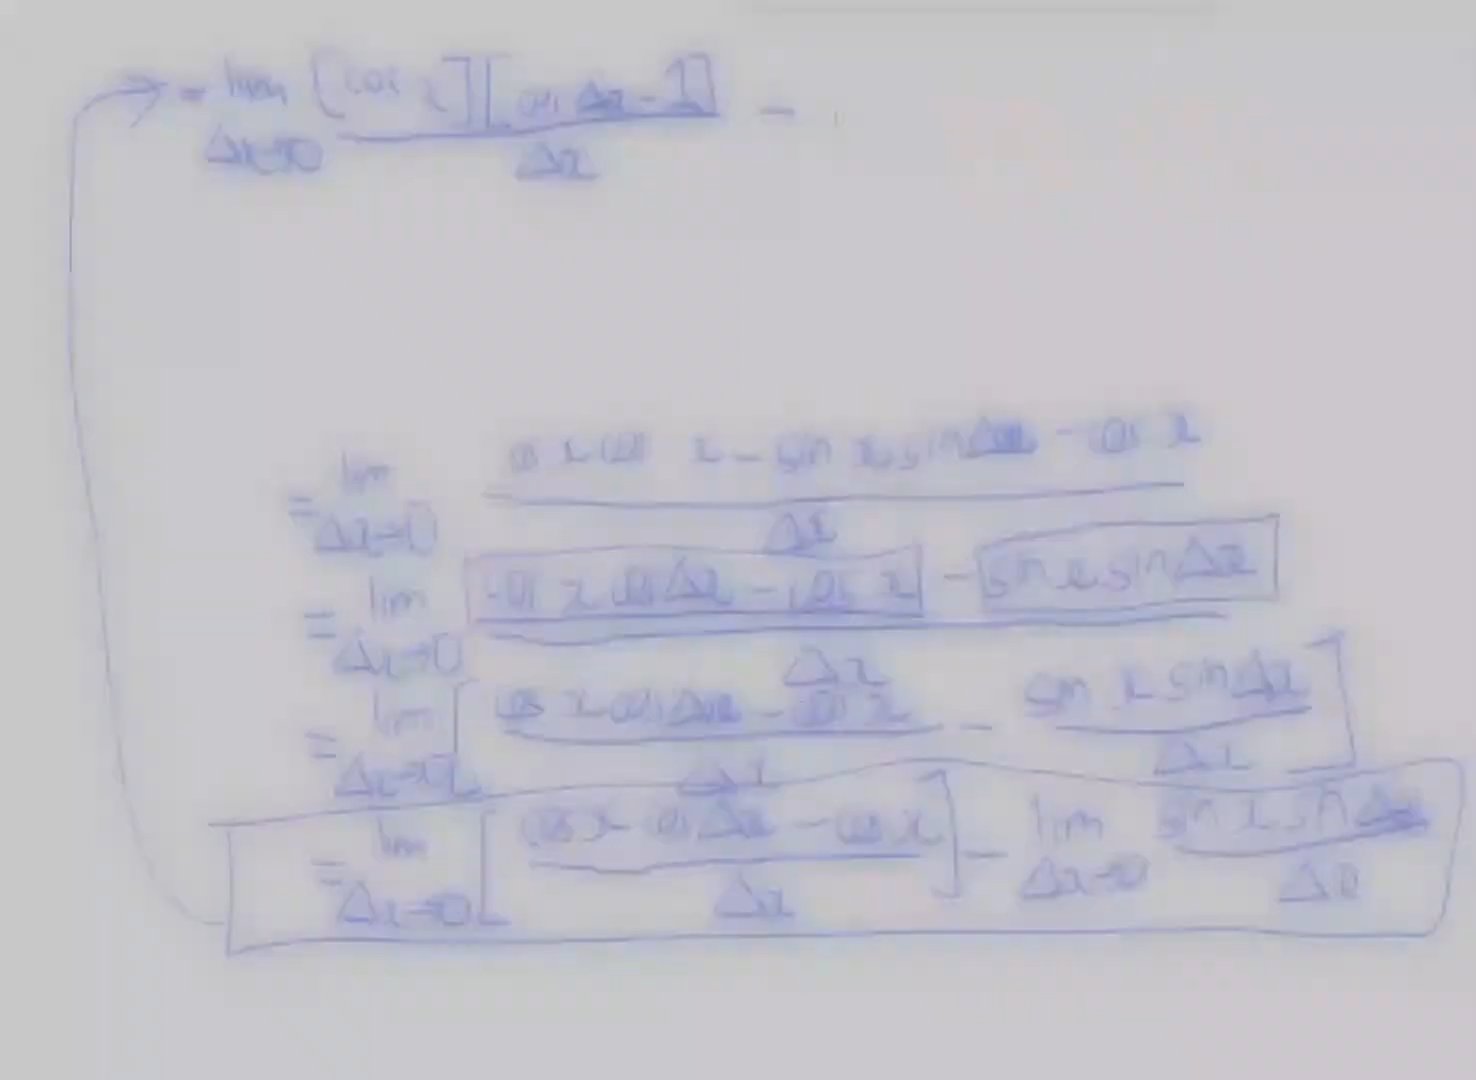 = lim [cos x][cos Δx - 1] -
Δx→0 Δx
= lim cos x cos x - sin x sin Δx - cos x
Δx→0 Δx
= lim cos x cos Δx - cos x - sin x sin Δx
Δx→0 Δx
= lim [ cos x cos Δx - cos x - sin x sin Δx ]
Δx→0 Δx Δx
= lim [ cos x cos Δx - cos x ] - lim sin x sin Δx
Δx→0 Δx Δx→0 Δx